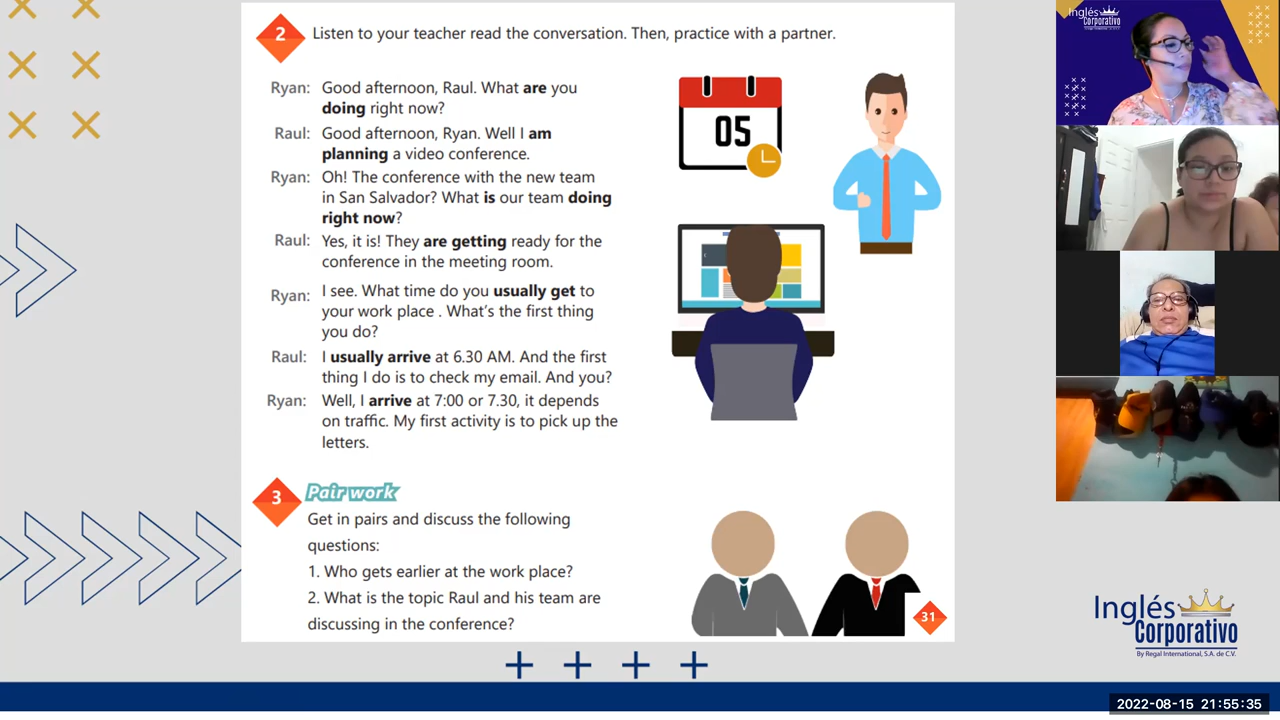 2 Listen to your teacher read the conversation. Then, practice with a partner.
Ryan: Good afternoon, Raul. What are you
doing right now?
Raul: Good afternoon, Ryan. Well I am
planning a video conference.
Ryan: Oh! The conference with the new team
in San Salvador? What is our team doing
right now?
Raul: Yes, it is! They are getting ready for the
conference in the meeting room.
Ryan: I see. What time do you usually get to
your work place . What's the first thing
you do?
Raul: I usually arrive at 6.30 AM. And the first
thing I do is to check my email. And you?
Ryan: Well, I arrive at 7:00 or 7.30, it depends
on traffic. My first activity is to pick up the
letters.
05
3 Pair work
Get in pairs and discuss the following
questions:
1. Who gets earlier at the work place?
2. What is the topic Raul and his team are
discussing in the conference?
31
Inglés
Corporativo
Inglés
Corporativo
By Regal International, S.A. de C.V.
2022-08-15 21:55:35